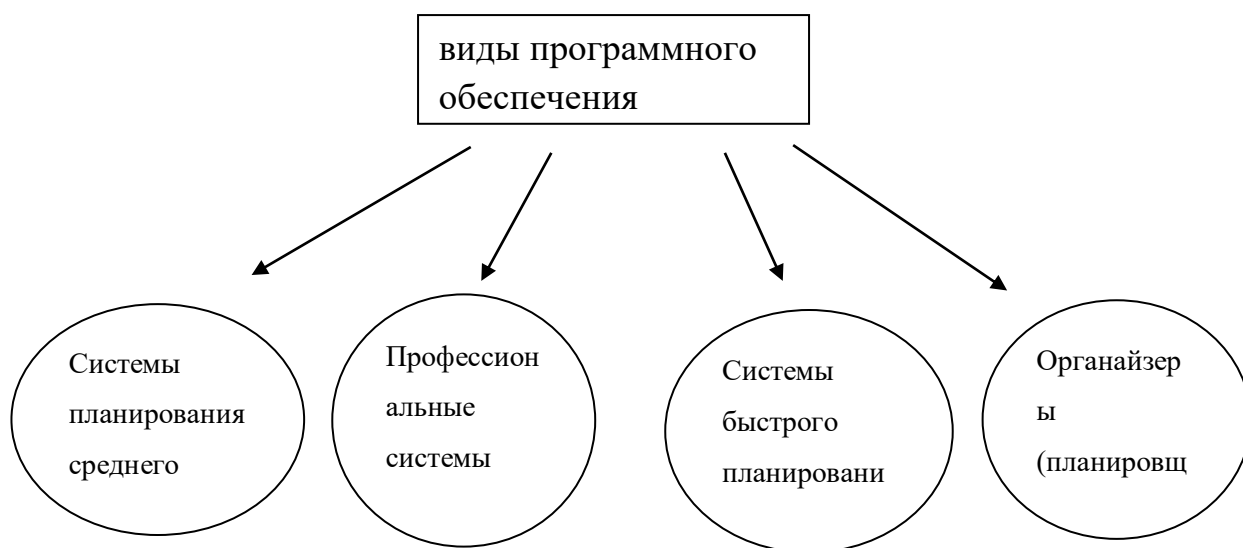 виды программного
обеспечения
Системы
планирования
среднего
Профессион
альные
системы
Системы
быстрого
планировани
Органайзер
ы
(планировщ